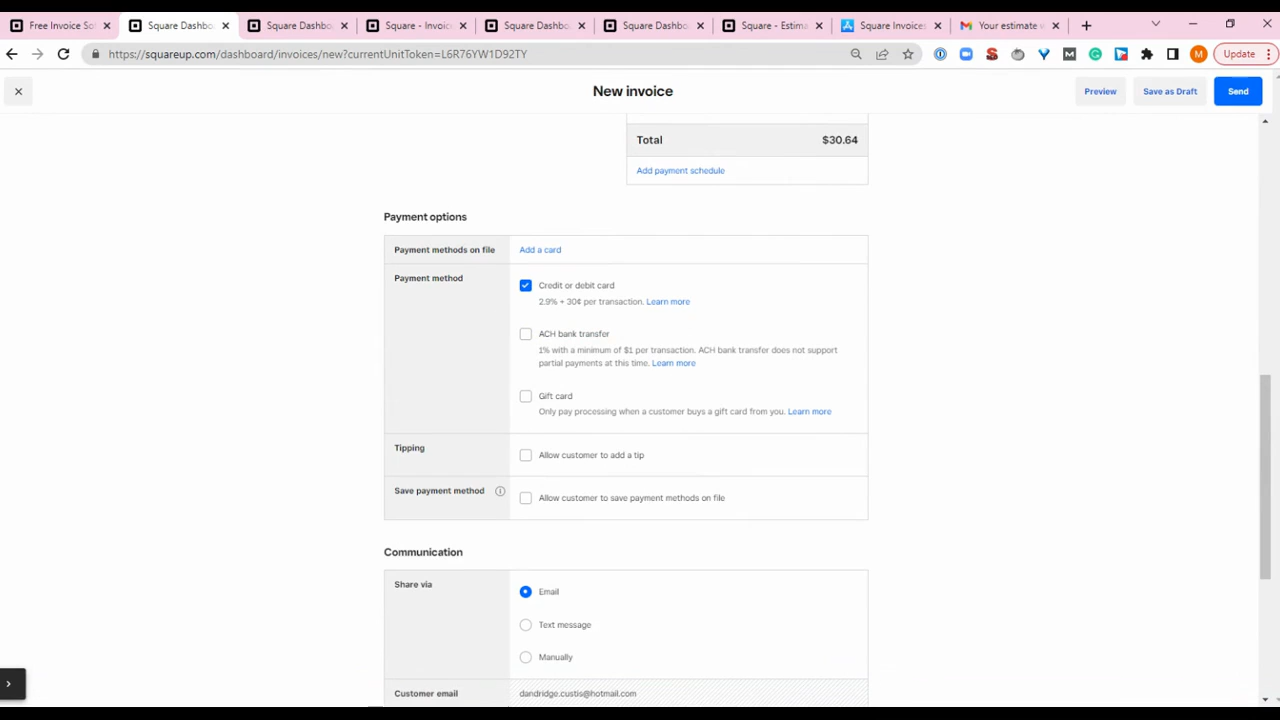 Free Invoice So
Square Dashbo
Square Dashbo
Square - Invoic
Square Dashbo
Square Dashbo
Square - Estima
Square Invoices
Your estimate v
https://squareup.com/dashboard/invoices/new?currentUnitToken=L6R76YW1D92TY
Update
New invoice
Preview
Save as Draft
Send
Total $30.64
Add payment schedule
Payment options
Payment methods on file Add a card
Payment method
Credit or debit card
2.9% + 30¢ per transaction. Learn more
ACH bank transfer
1% with a minimum of $1 per transaction. ACH bank transfer does not support
partial payments at this time. Learn more
Gift card
Only pay processing when a customer buys a gift card from you. Learn more
Tipping
Allow customer to add a tip
Save payment method
Allow customer to save payment methods on file
Communication
Share via
Email
Text message
Manually
Customer email dandridge.custis@hotmail.com